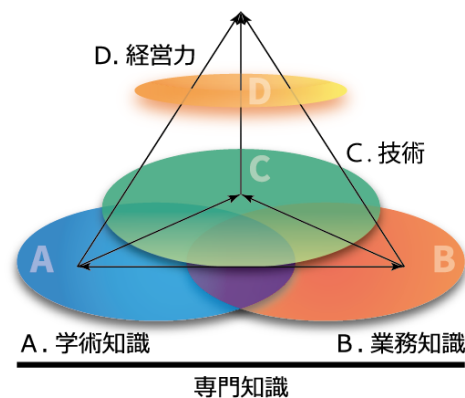 D. 経営力
D
C. 技術
C
A
B
A. 学術知識
B. 業務知識
専門知識